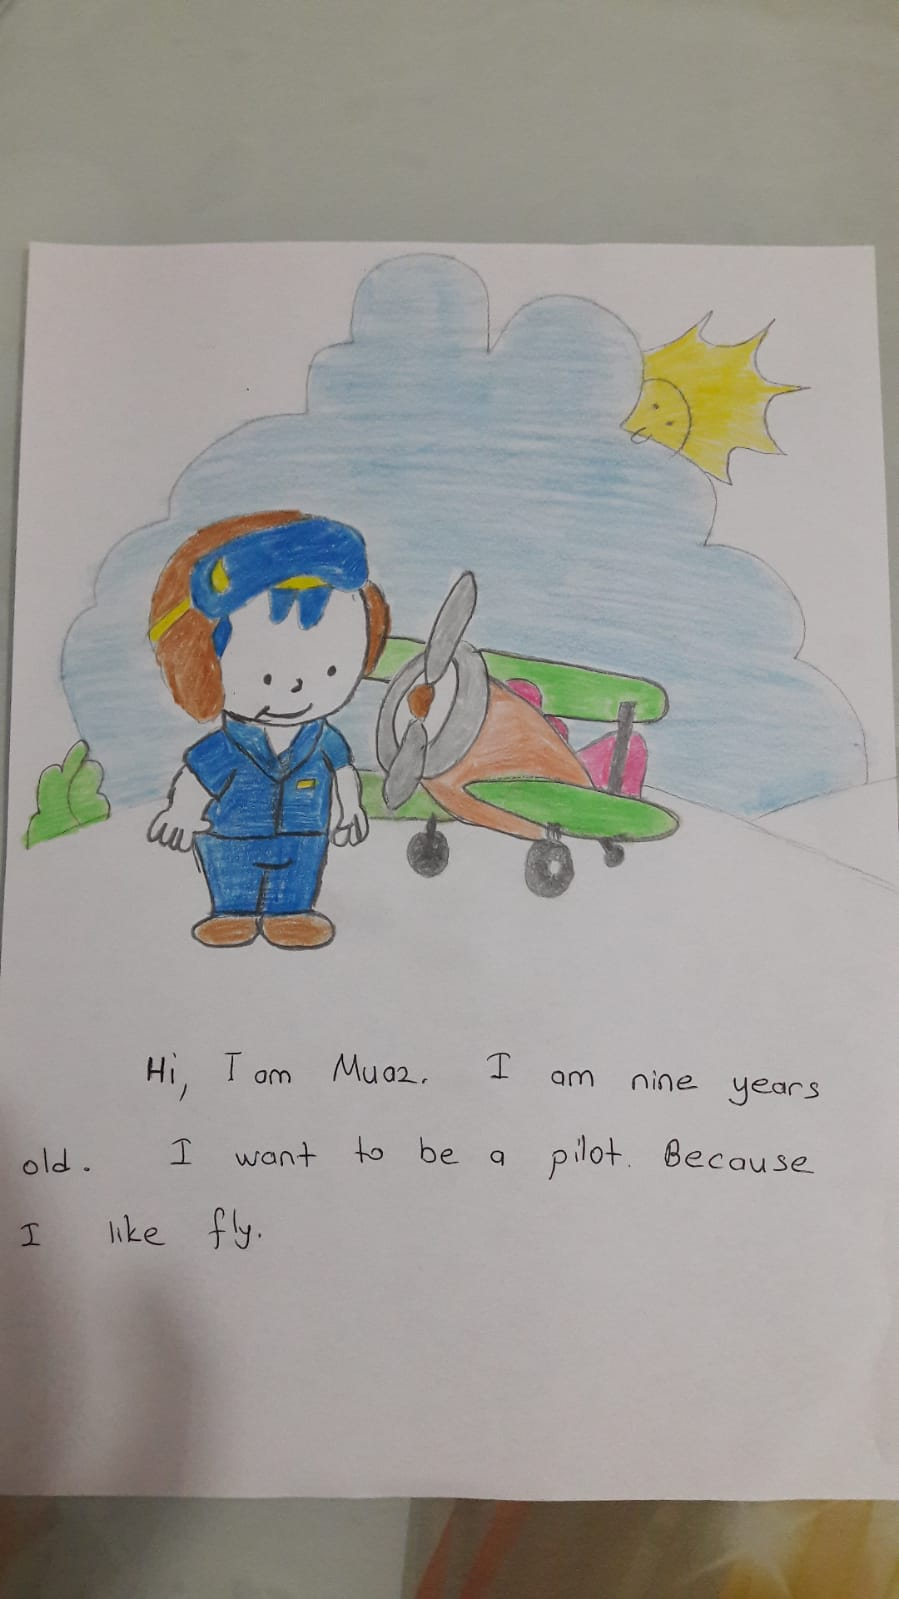 Hi, I am Muaz. I am nine years
old. I want to be a pilot. Because
I like fly.